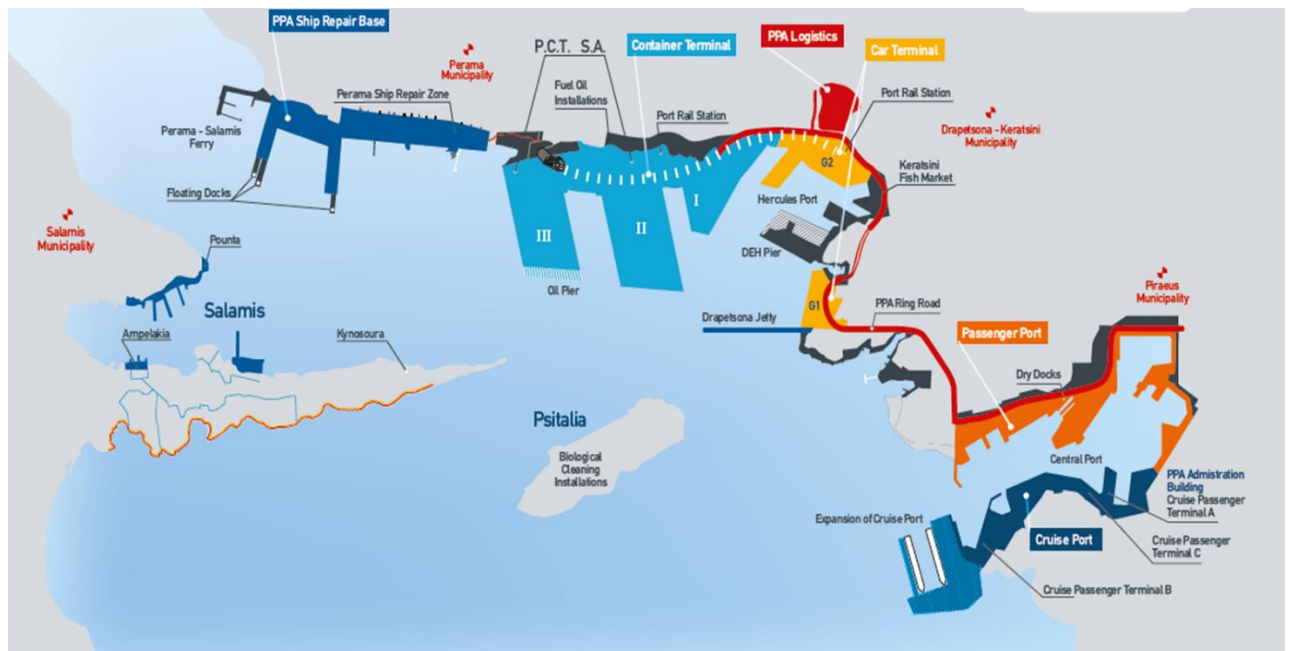 PPA Ship Repair Base
Perama
Municipality
P.C.T. S.A.
Container Terminal
PPA Logistics
Car Terminal
Perama Ship Repair Zone
Fuel Oil
Installations
Port Rail Station
Port Rail Station
Drapetsona - Keratsini
Municipality
Perama - Salamis
Ferry
Floating Docks
G2
Keratsini
Fish Market
Hercules Port
I
II
III
Salamis
Municipality
Pounta
DEH Pier
Oil Pier
G1
PPA Ring Road
Piraeus
Municipality
Salamis
Drapetsona Jetty
Passenger Port
Ampelakia
Kynosoura
Dry Docks
Psitalia
Biological
Cleaning
Installations
Central Port
PPA Admistration
Building
Cruise Passenger
Terminal A
Expansion of Cruise Port
Cruise Port
Cruise Passenger
Terminal C
Cruise Passenger Terminal B